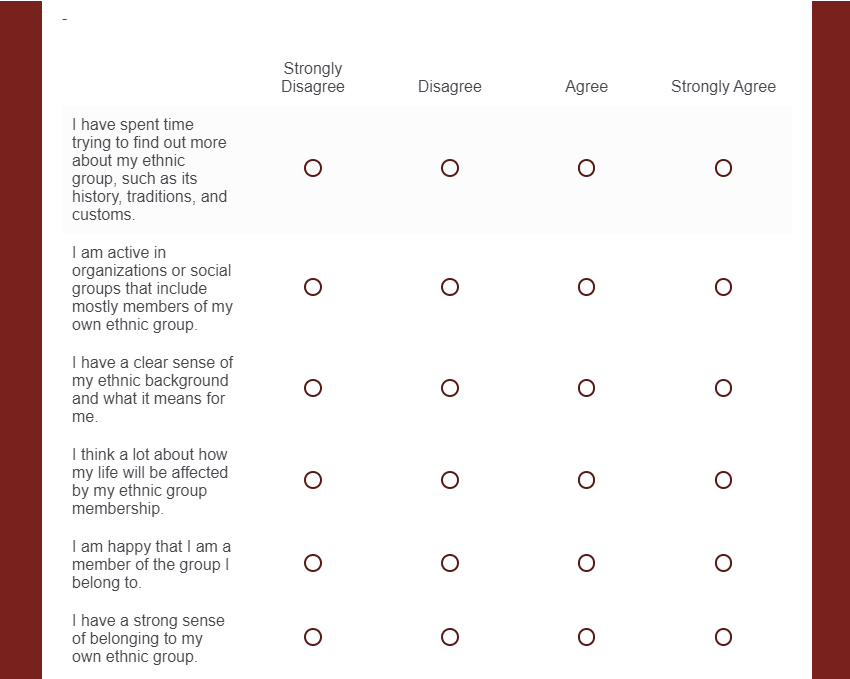 -
Strongly
Disagree
Disagree
Agree
Strongly Agree
I have spent time
trying to find out more
about my ethnic
group, such as its
history, traditions, and
customs.
I am active in
organizations or social
groups that include
mostly members of my
own ethnic group.
I have a clear sense of
my ethnic background
and what it means for
me.
I think a lot about how
my life will be affected
by my ethnic group
membership.
I am happy that I am a
member of the group I
belong to.
I have a strong sense
of belonging to my
own ethnic group.